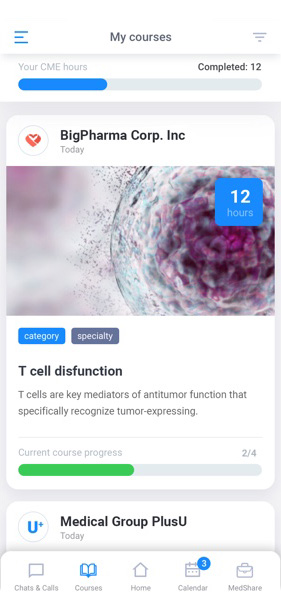 My courses
Your CME hours
Completed: 12
BigPharma Corp. Inc
Today
12
hours
category
specialty
T cell disfunction
T cells are key mediators of antitumor function that
specifically recognize tumor-expressing.
Current course progress
2/4
U+
Medical Group PlusU
Today
3
Chats & Calls
Courses
Home
Calendar
MedShare